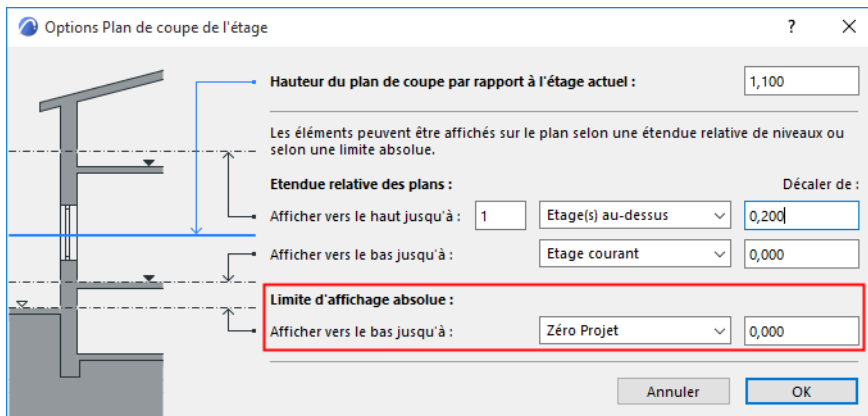 Options Plan de coupe de l'étage
?
Hauteur du plan de coupe par rapport à l'étage actuel :
1,100
Les éléments peuvent être affichés sur le plan selon une étendue relative de niveaux ou
selon une limite absolue.
Etendue relative des plans :
Décaler de :
Afficher vers le haut jusqu'à :
1
Etage(s) au-dessus
0,200
Afficher vers le bas jusqu'à :
Etage courant
0,000
Limite d'affichage absolue :
Afficher vers le bas jusqu'à :
Zéro Projet
0,000
Annuler
OK